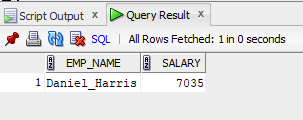 Script Output x Query Result x
SQL | All Rows Fetched: 1 in 0 seconds
EMP_NAME SALARY
1 Daniel_Harris 7035